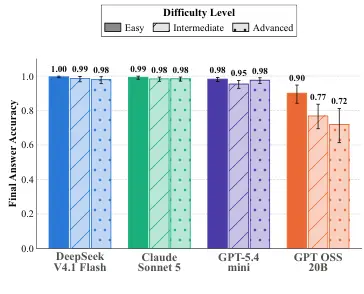 Difficulty Level
Easy Intermediate Advanced
Final Answer Accuracy
1.0
0.8
0.6
0.4
0.2
0.0
1.00 0.99 0.98
0.99 0.98 0.98
0.98 0.95 0.98
0.90 0.77 0.72
DeepSeek
V4.1 Flash
Claude
Sonnet 5
GPT-5.4
mini
GPT OSS
20B